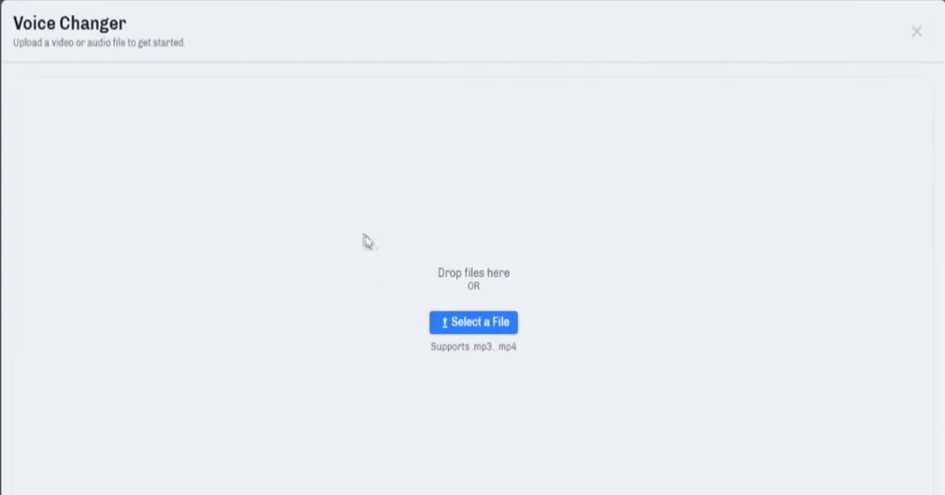 Voice Changer
Upload a video or audio file to get started.
Drop files here
OR
Select a File
Supports .mp3, .mp4